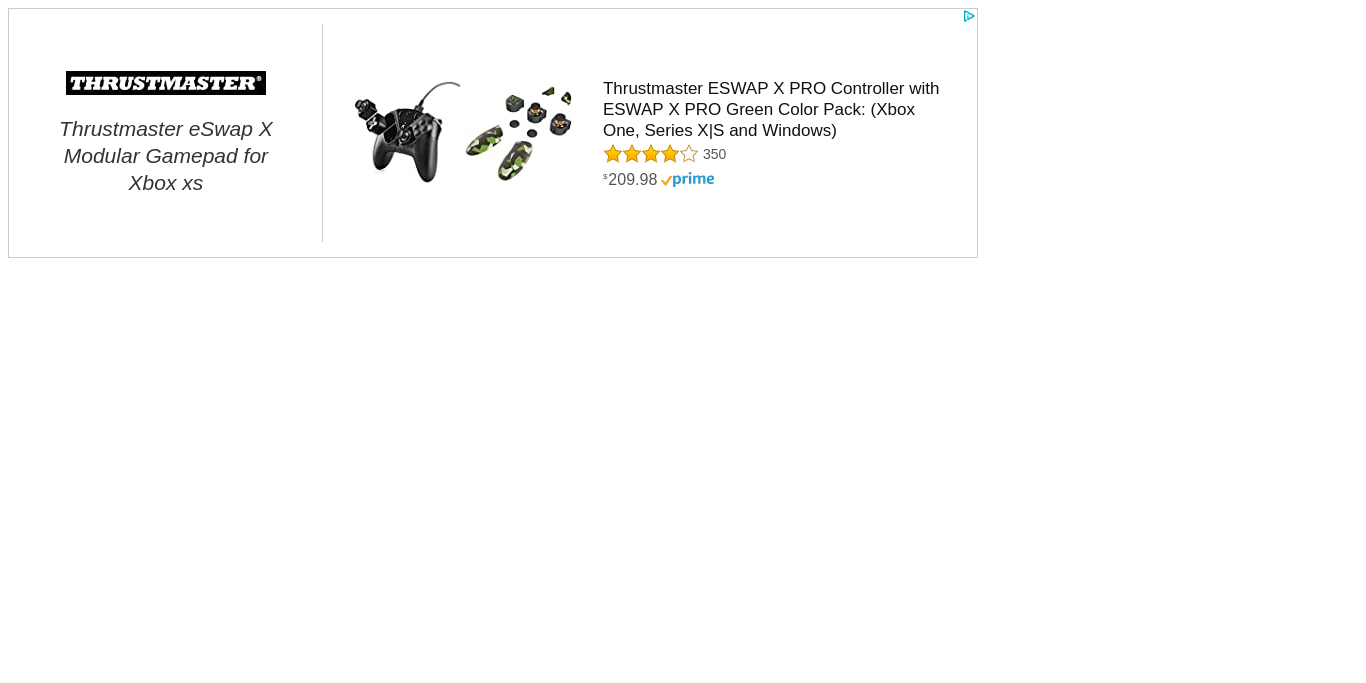 THRUSTMASTER®
Thrustmaster eSwap X
Modular Gamepad for
Xbox xs
Thrustmaster ESWAP X PRO Controller with
ESWAP X PRO Green Color Pack: (Xbox
One, Series X|S and Windows)
350
$209.98 prime